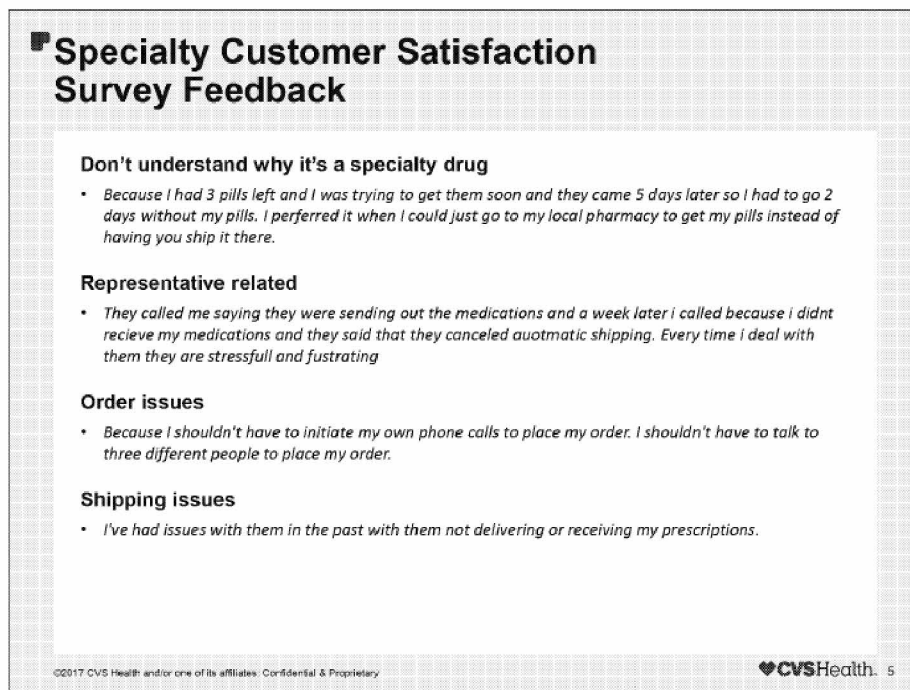 Specialty Customer Satisfaction
Survey Feedback
Don't understand why it's a specialty drug
• Because I had 3 pills left and I was trying to get them soon and they came 5 days later so I had to go 2
days without my pills. I perferred it when I could just go to my local pharmacy to get my pills instead of
having you ship it there.
Representative related
• They called me saying they were sending out the medications and a week later i called because i didnt
recieve my medications and they said that they canceled auotmatic shipping. Every time i deal with
them they are stressfull and fustrating
Order issues
• Because I shouldn't have to initiate my own phone calls to place my order. I shouldn't have to talk to
three different people to place my order.
Shipping issues
• I've had issues with them in the past with them not delivering or receiving my prescriptions.
©2017 CVS Health and/or one of its affiliates: Confidential & Proprietary
CVSHealth. 5